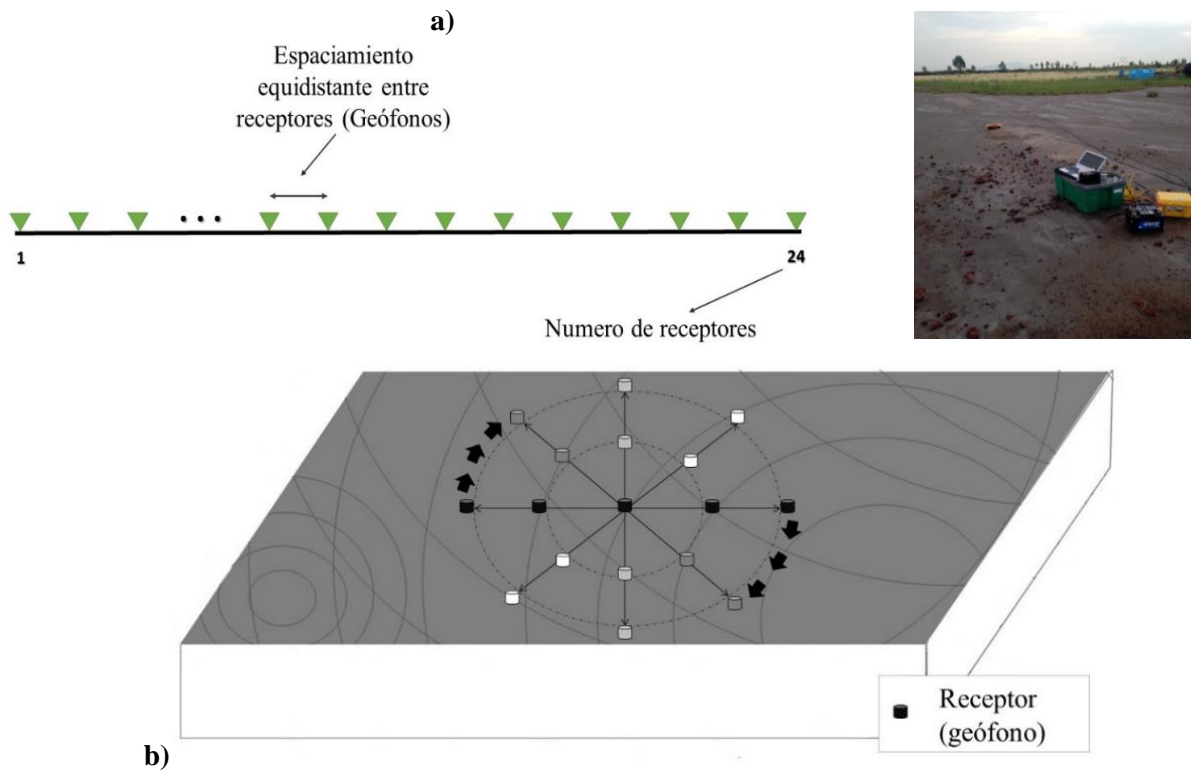 a)
Espaciamiento
equidistante entre
receptores (Geófonos)
...
1
24
Numero de receptores
Receptor
(geófono)
b)